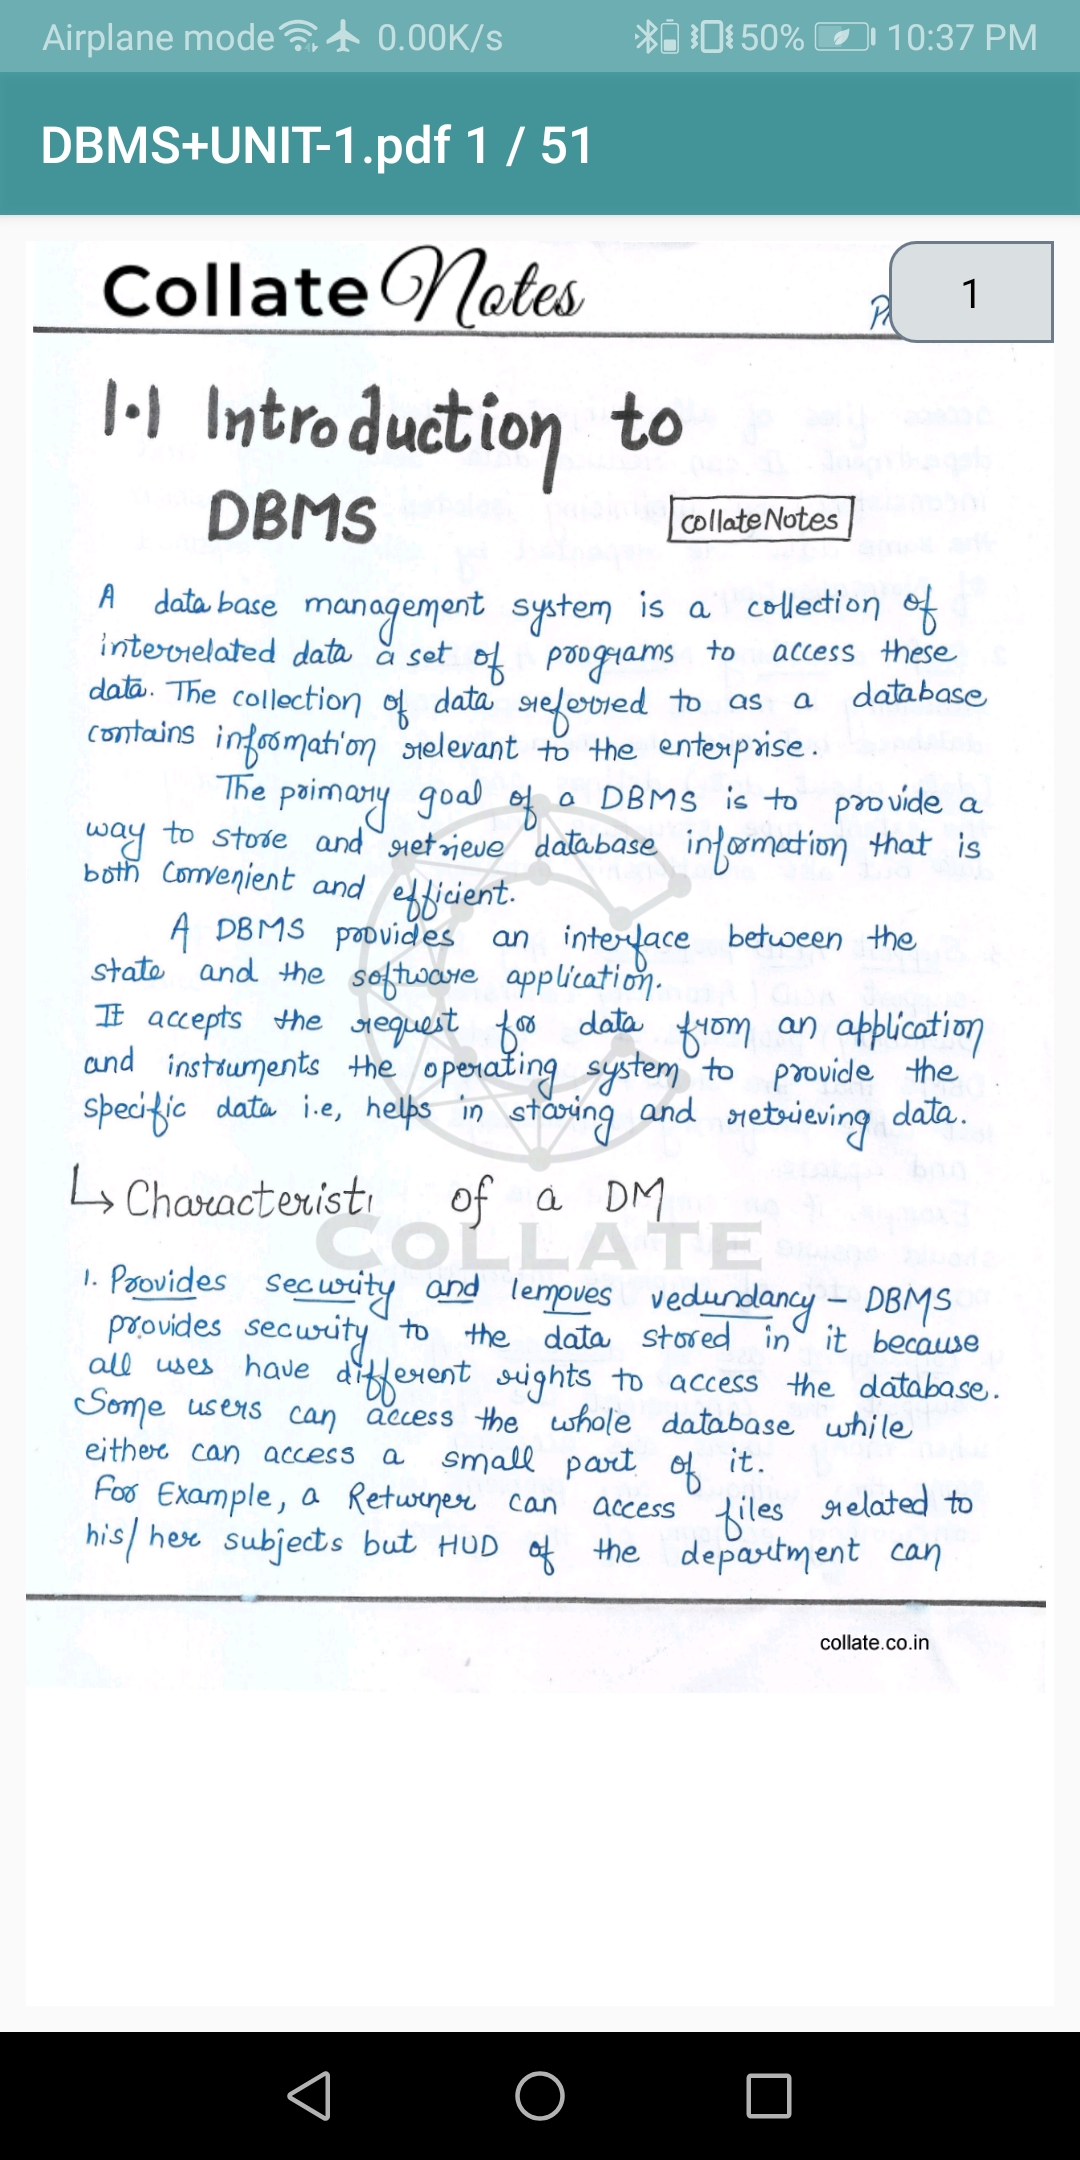 Airplane mode 0.00K/s 50% 10:37 PM
DBMS+UNIT-1.pdf 1 / 51
Collate Notes
1
1.1 Introduction to
DBMS
CollateNotes
A data base management system is a collection of
interrelated data a set of programs to access these
data. The collection of data referred to as a database
contains information relevant to the enterprise.
The primary goal of a DBMS is to provide a
way to store and retrieve database information that is
both Convenient and efficient.
A DBMS provides an interface between the
state and the software application.
It accepts the request for data from an application
and instruments the operating system to provide the
specific data i.e, helps in storing and retrieving data.
↳ Characteristi of a DM
COLLATE
1. Provides security and lemoves vedundancy - DBMS
provides security to the data stored in it because
all uses have different rights to access the database.
Some users can access the whole database while
either can access a small part of it.
For Example, a Returner can access files related to
his/her subjects but HUD of the department can
collate.co.in